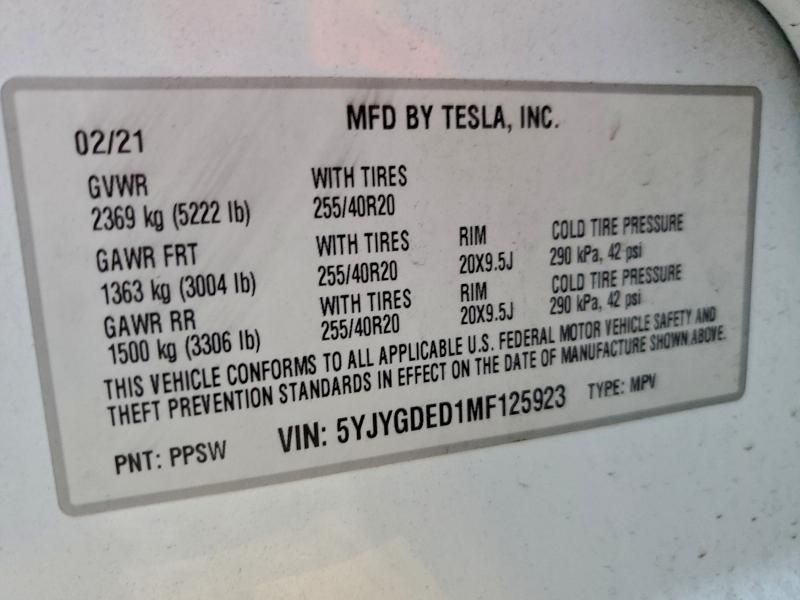 MFD BY TESLA, INC.
02/21
GVWR
2369 kg (5222 lb)
WITH TIRES
255/40R20
GAWR FRT
1363 kg (3004 lb)
WITH TIRES
255/40R20
RIM
20X9.5J
COLD TIRE PRESSURE
290 kPa, 42 psi
GAWR RR
1500 kg (3306 lb)
WITH TIRES
255/40R20
RIM
20X9.5J
COLD TIRE PRESSURE
290 kPa, 42 psi
THIS VEHICLE CONFORMS TO ALL APPLICABLE U.S. FEDERAL MOTOR VEHICLE SAFETY AND
THEFT PREVENTION STANDARDS IN EFFECT ON THE DATE OF MANUFACTURE SHOWN ABOVE.
PNT: PPSW
VIN: 5YJYGDED1MF125923
TYPE: MPV